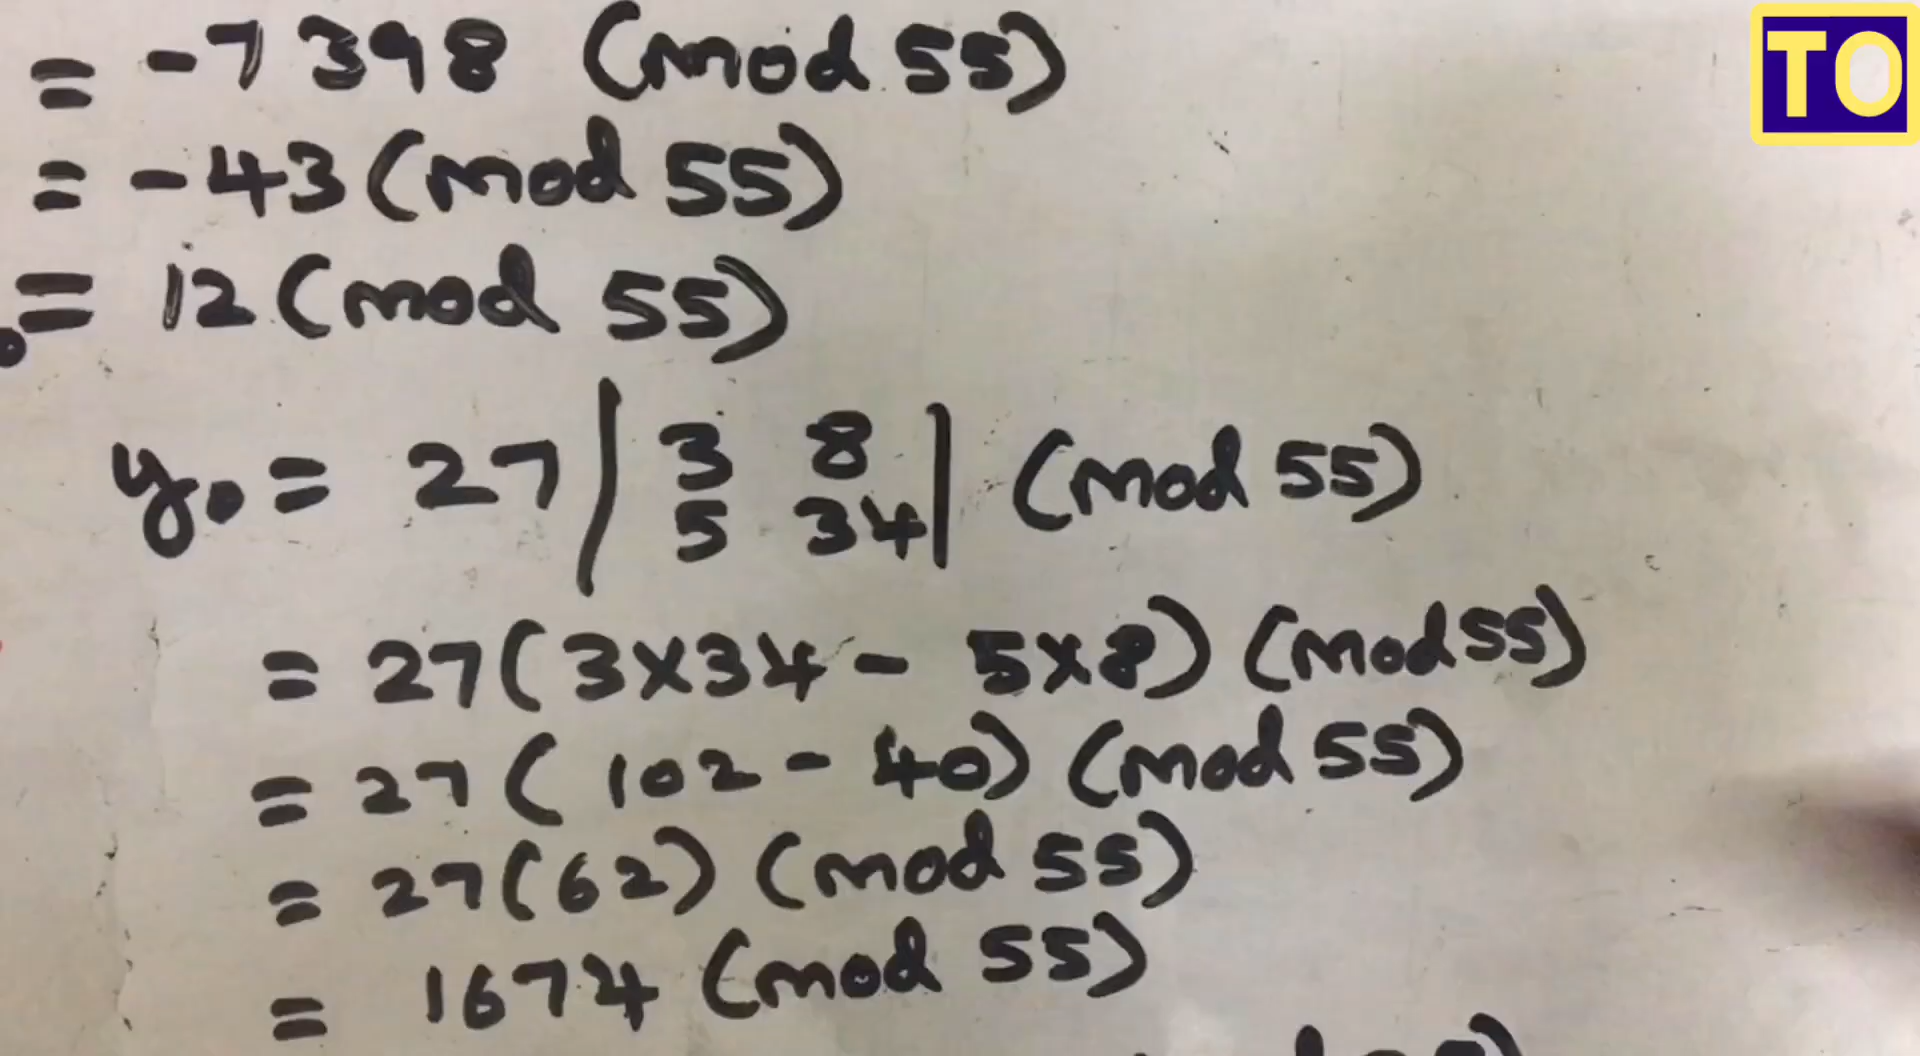 TO
= -7398 (mod 55)
= -43 (mod 55)
= 12 (mod 55)
y₀ = 27 | 3 8 | (mod 55)
5 34
= 27(3×34 - 5×8) (mod 55)
= 27(102 - 40) (mod 55)
= 27(62) (mod 55)
= 1674 (mod 55)